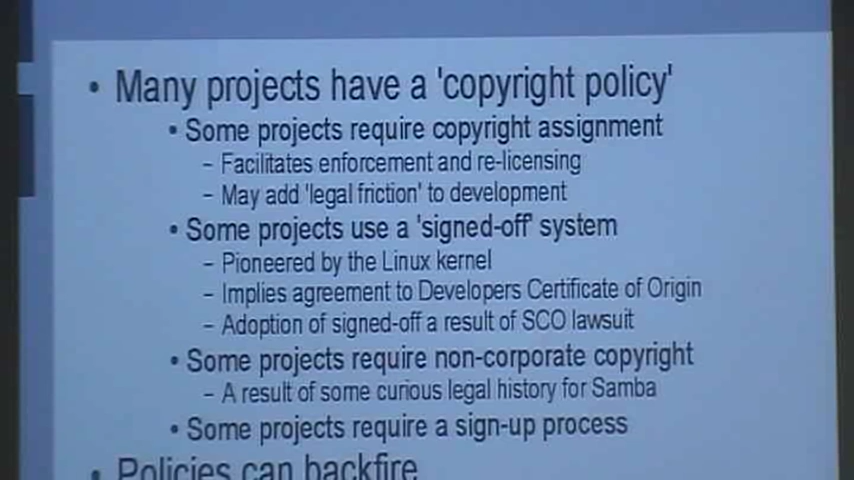 • Many projects have a 'copyright policy'
• Some projects require copyright assignment
– Facilitates enforcement and re-licensing
– May add 'legal friction' to development
• Some projects use a 'signed-off' system
– Pioneered by the Linux kernel
– Implies agreement to Developers Certificate of Origin
– Adoption of signed-off a result of SCO lawsuit
• Some projects require non-corporate copyright
– A result of some curious legal history for Samba
• Some projects require a sign-up process
• Policies can backfire